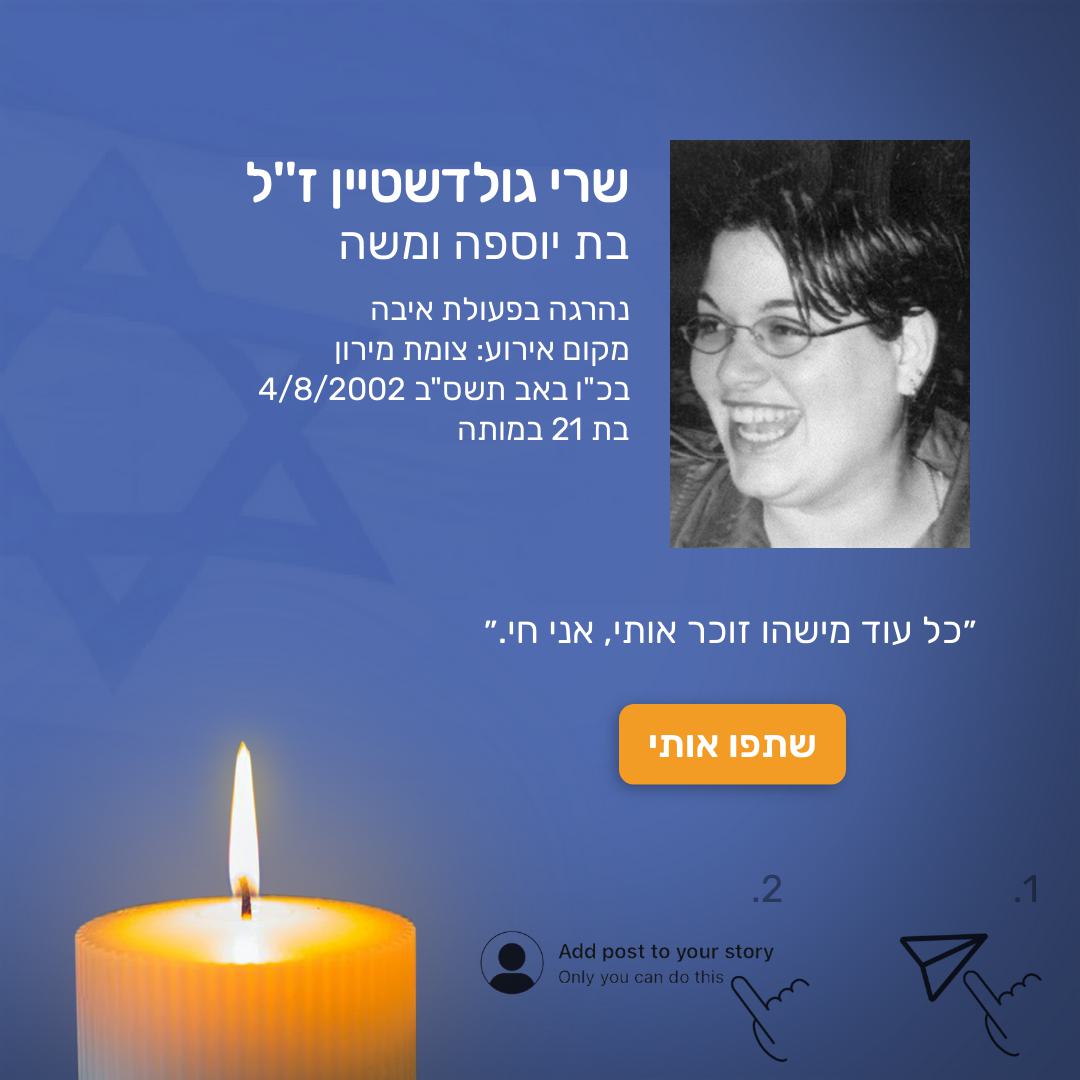 שרי גולדשטיין ז"ל
בת יוספה ומשה
נהרגה בפעולת איבה
מקום אירוע: צומת מירון
בכ"ו באב תשס"ב 4/8/2002
בת 21 במותה
״כל עוד מישהו זוכר אותי, אני חי.״
שתפו אותי
1.
2.
Add post to your story
Only you can do this